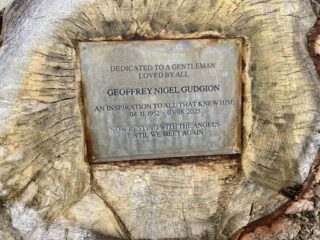 DEDICATED TO A GENTLEMAN
LOVED BY ALL
GEOFFREY NIGEL GUDGION
AN INSPIRATION TO ALL THAT KNEW HIM
04.11.1952 - 03.08.2025
NOW RESTING WITH THE ANGELS
UNTIL WE MEET AGAIN